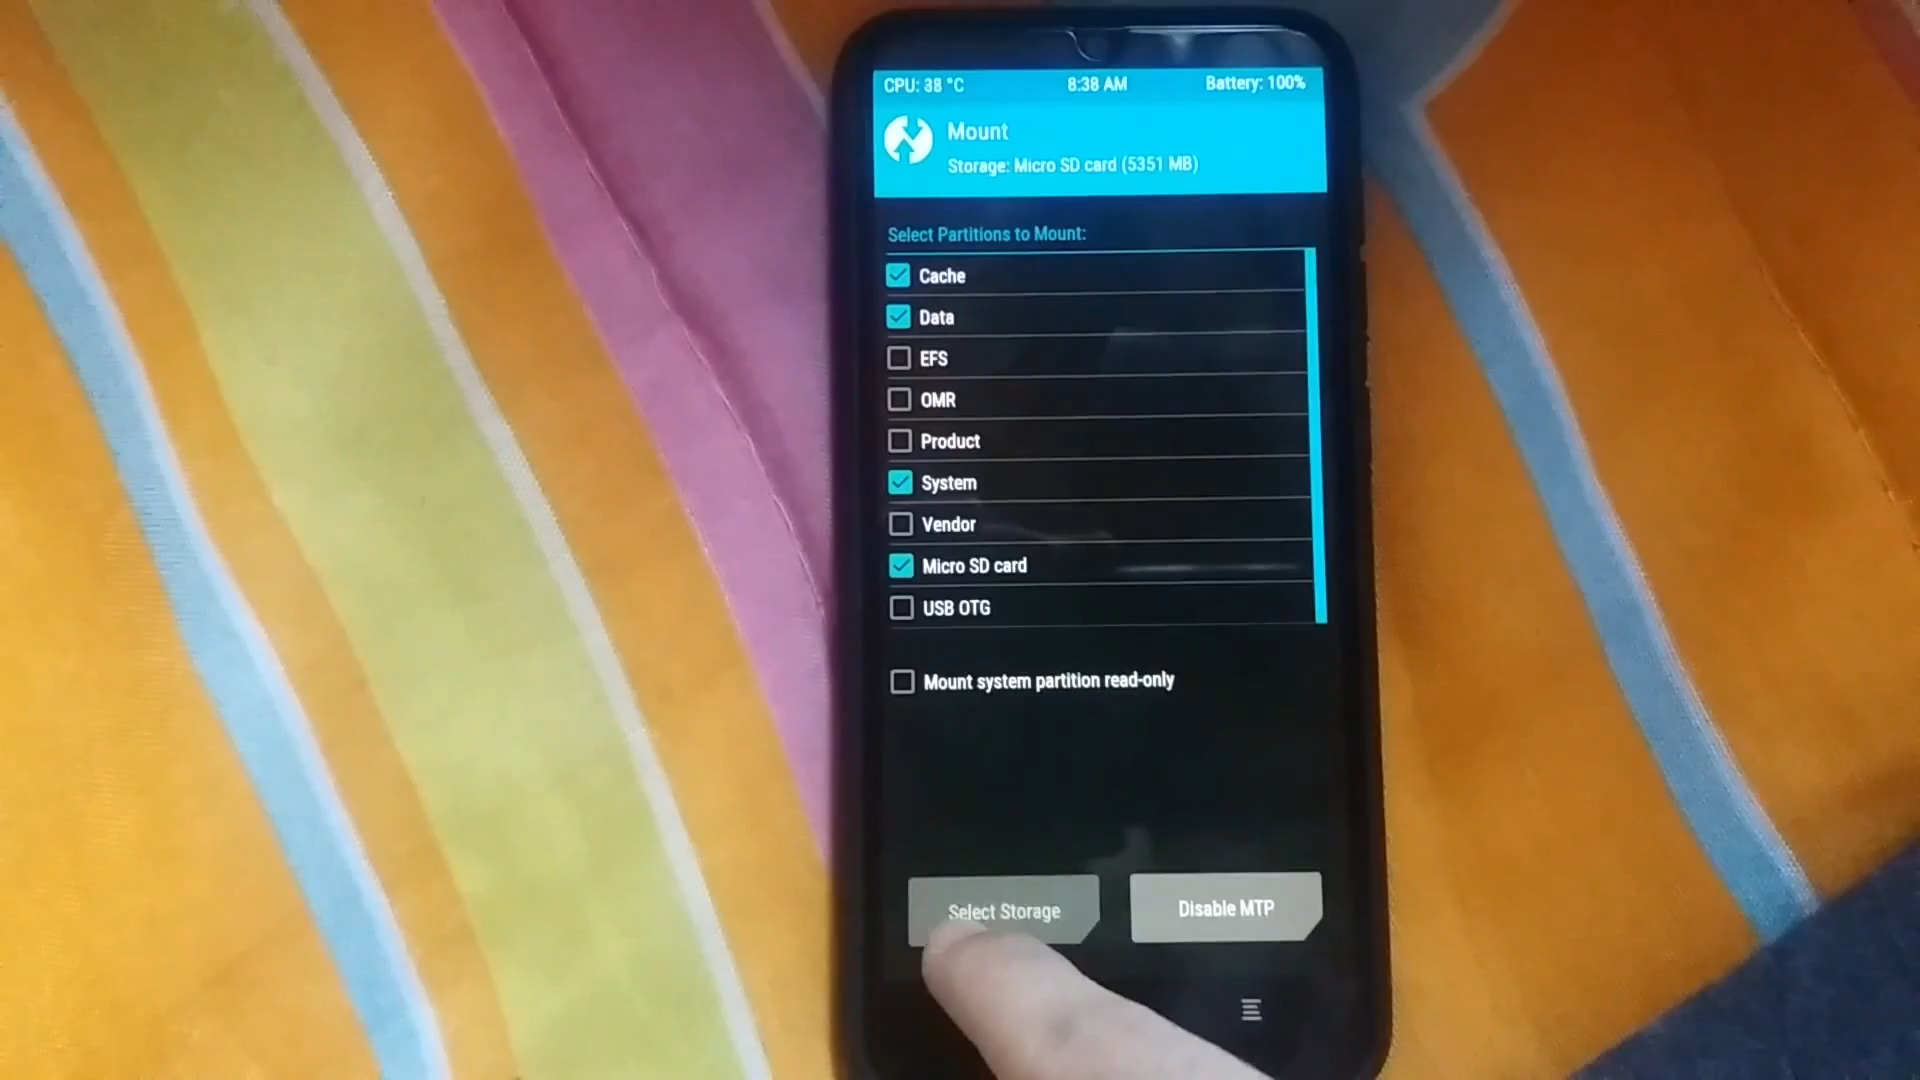 CPU: 38 °C 8:38 AM Battery: 100%
Mount
Storage: Micro SD card (5351 MB)
Select Partitions to Mount:
Cache
Data
EFS
OMR
Product
System
Vendor
Micro SD card
USB OTG
Mount system partition read-only
Select Storage Disable MTP